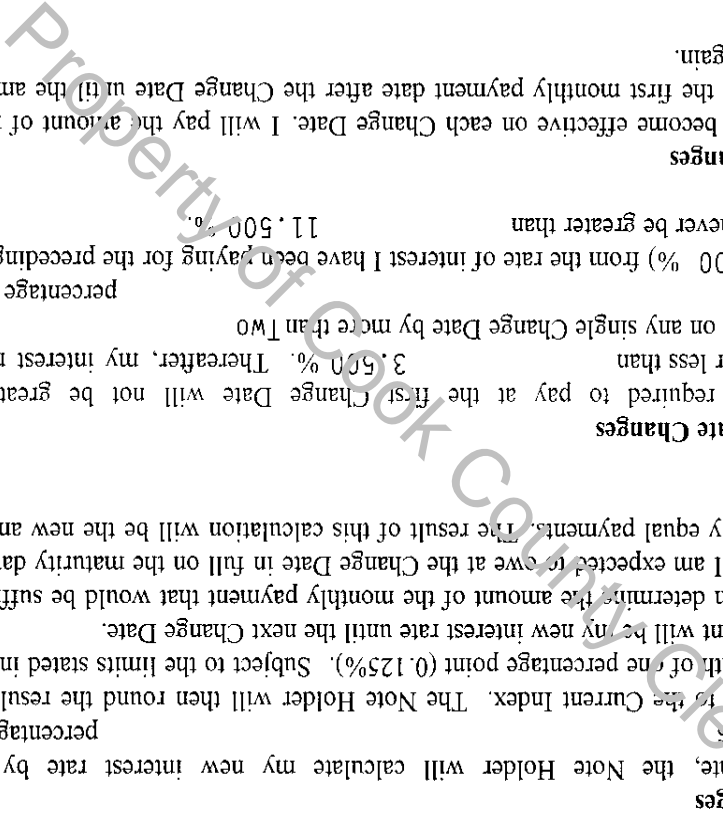 ges
te, the Note Holder will calculate my new interest rate by
percentage
to the Current Index. The Note Holder will then round the resul
th of one percentage point (0.125%). Subject to the limits stated in
nt will be my new interest rate until the next Change Date.
n determine the amount of the monthly payment that would be suffi
I am expected to owe at the Change Date in full on the maturity da
y equal payments. The result of this calculation will be the new am
ate Changes
required to pay at the first Change Date will not be great
r less than 3.500 %. Thereafter, my interest r
on any single Change Date by more than Two
percentage
00 %) from the rate of interest I have been paying for the preceding
never be greater than 11.500 %.
anges
become effective on each Change Date. I will pay the amount of
the first monthly payment date after the Change Date until the am
gain.
Property of Cook County Cle